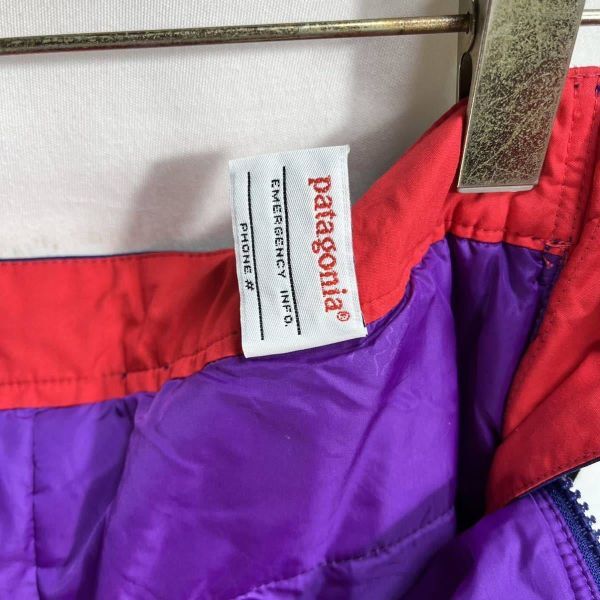 patagonia®
EMERGENCY INFO.
PHONE #